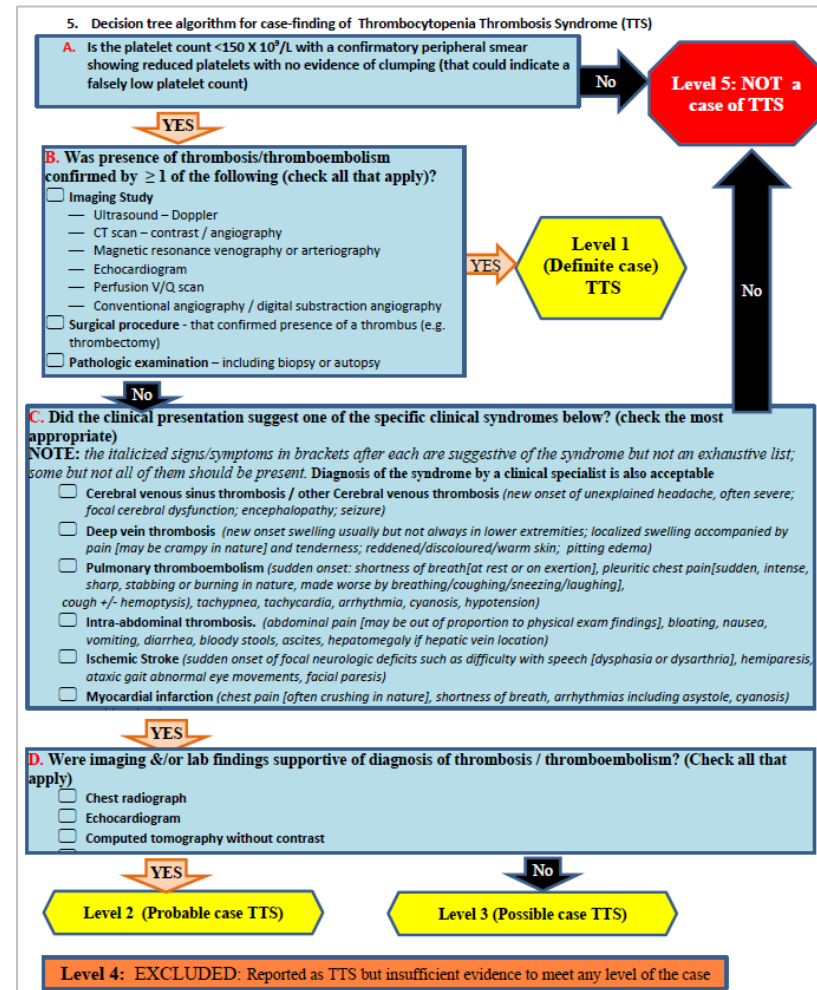 5. Decision tree algorithm for case-finding of Thrombocytopenia Thrombosis Syndrome (TTS)
A. Is the platelet count <150 X 10⁹/L with a confirmatory peripheral smear
showing reduced platelets with no evidence of clumping (that could indicate a
falsely low platelet count)
No
Level 5: NOT a
case of TTS
YES
B. Was presence of thrombosis/thromboembolism
confirmed by ≥ 1 of the following (check all that apply)?
Imaging Study
— Ultrasound – Doppler
— CT scan – contrast / angiography
— Magnetic resonance venography or arteriography
— Echocardiogram
— Perfusion V/Q scan
— Conventional angiography / digital substraction angiography
Surgical procedure - that confirmed presence of a thrombus (e.g.
thrombectomy)
Pathologic examination – including biopsy or autopsy
YES
Level 1
(Definite case)
TTS
No
No
C. Did the clinical presentation suggest one of the specific clinical syndromes below? (check the most
appropriate)
NOTE: the italicized signs/symptoms in brackets after each are suggestive of the syndrome but not an exhaustive list;
some but not all of them should be present. Diagnosis of the syndrome by a clinical specialist is also acceptable
Cerebral venous sinus thrombosis / other Cerebral venous thrombosis (new onset of unexplained headache, often severe;
focal cerebral dysfunction; encephalopathy; seizure)
Deep vein thrombosis (new onset swelling usually but not always in lower extremities; localized swelling accompanied by
pain [may be crampy in nature] and tenderness; reddened/discoloured/warm skin; pitting edema)
Pulmonary thromboembolism (sudden onset: shortness of breath[at rest or on exertion], pleuritic chest pain[sudden, intense,
sharp, stabbing or burning in nature, made worse by breathing/coughing/sneezing/laughing],
cough +/- hemoptysis), tachypnea, tachycardia, arrhythmia, cyanosis, hypotension)
Intra-abdominal thrombosis. (abdominal pain [may be out of proportion to physical exam findings], bloating, nausea,
vomiting, diarrhea, bloody stools, ascites, hepatomegaly if hepatic vein location)
Ischemic Stroke (sudden onset of focal neurologic deficits such as difficulty with speech [dysphasia or dysarthria], hemiparesis,
ataxic gait abnormal eye movements, facial paresis)
Myocardial infarction (chest pain [often crushing in nature], shortness of breath, arrhythmias including asystole, cyanosis)
YES
D. Were imaging &/or lab findings supportive of diagnosis of thrombosis / thromboembolism? (Check all that
apply)
Chest radiograph
Echocardiogram
Computed tomography without contrast
YES
No
Level 2 (Probable case TTS)
Level 3 (Possible case TTS)
Level 4: EXCLUDED: Reported as TTS but insufficient evidence to meet any level of the case